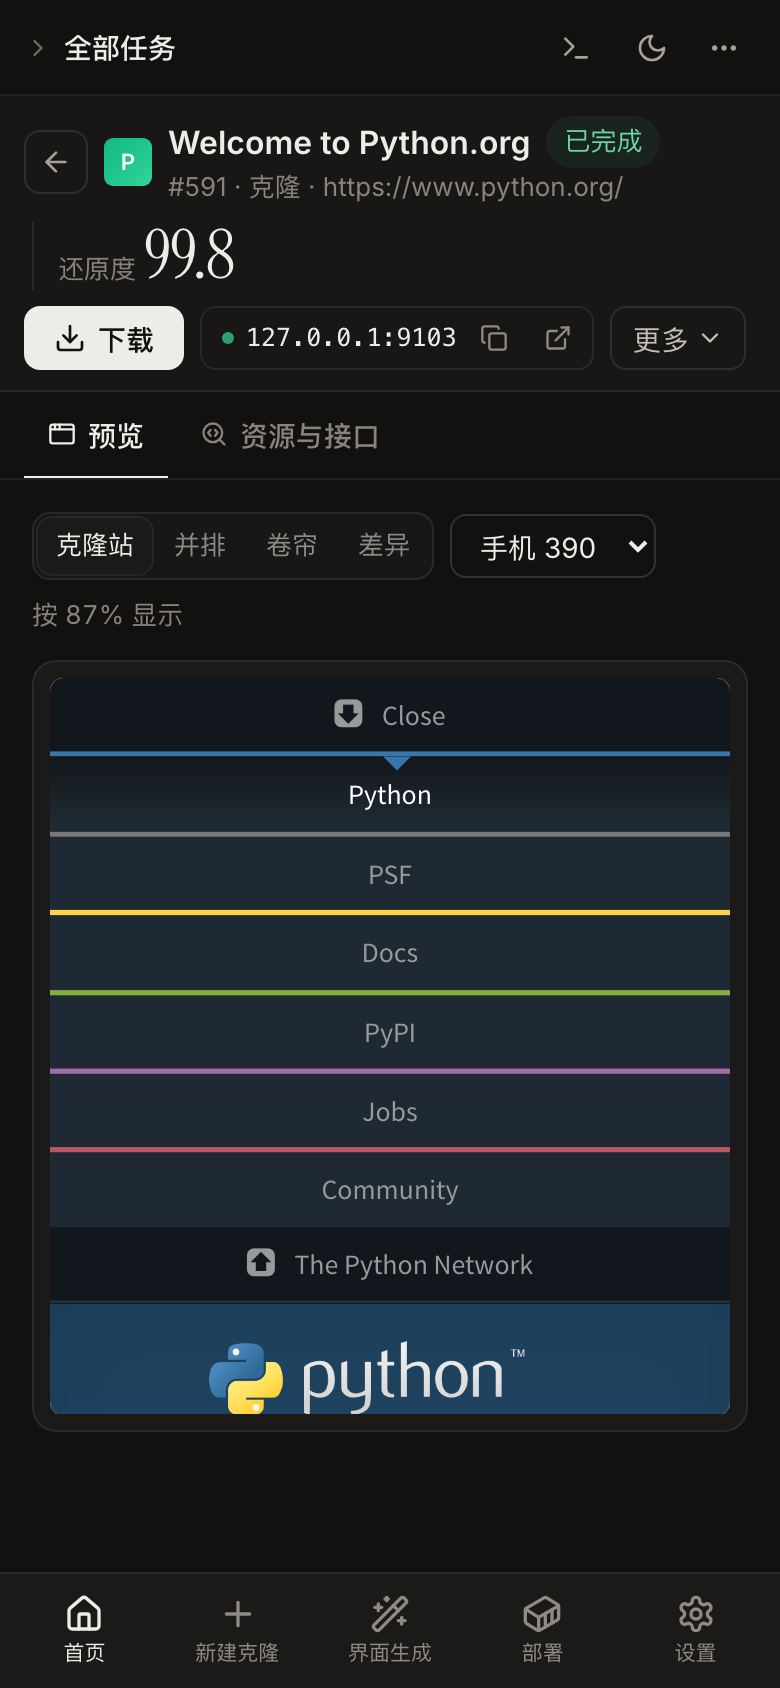 全部任务
P
Welcome to Python.org 已完成
#591 · 克隆 · https://www.python.org/
还原度 99.8
下载 127.0.0.1:9103 更多
预览 资源与接口
克隆站 并排 卷帘 差异 手机 390
按 87% 显示
Close
Python
PSF
Docs
PyPI
Jobs
Community
The Python Network
python™
首页 新建克隆 界面生成 部署 设置